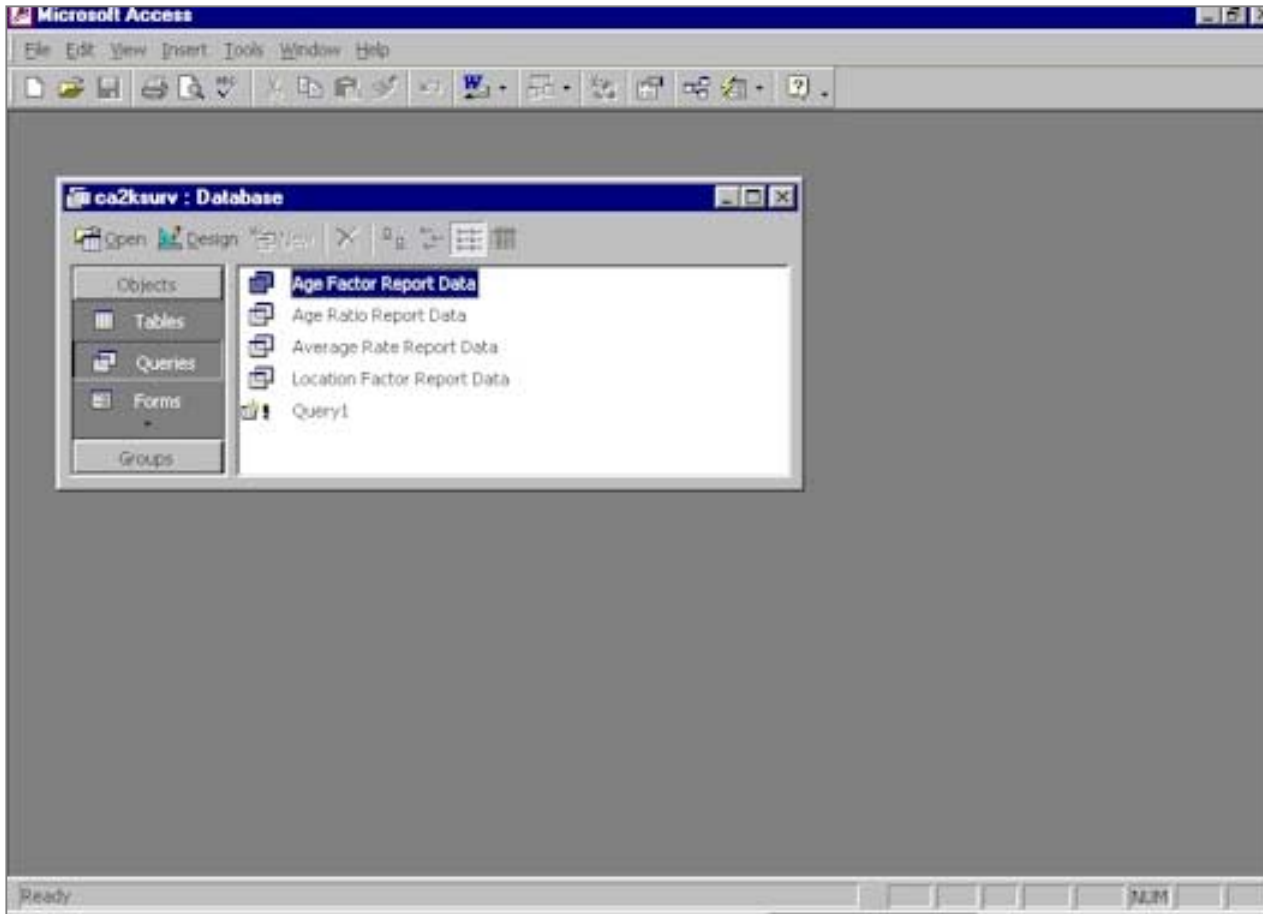 Microsoft Access
File Edit View Insert Tools Window Help
ca2ksurv : Database
Open Design New
Objects
Tables
Queries
Forms
Groups
Age Factor Report Data
Age Ratio Report Data
Average Rate Report Data
Location Factor Report Data
Query1
Ready
NUM